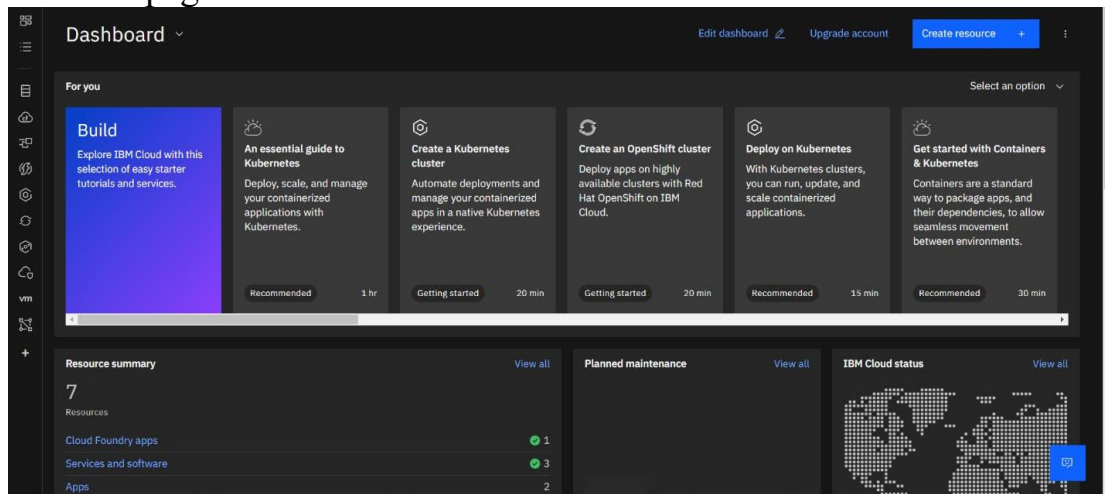 Dashboard
Edit dashboard
Upgrade account
Create resource +
For you
Select an option
Build
Explore IBM Cloud with this
selection of easy starter
tutorials and services.
An essential guide to
Kubernetes
Deploy, scale, and manage
your containerized
applications with
Kubernetes.
Recommended
1 hr
Create a Kubernetes
cluster
Automate deployments and
manage your containerized
apps in a native Kubernetes
experience.
Getting started
20 min
Create an OpenShift cluster
Deploy apps on highly
available clusters with Red
Hat OpenShift on IBM
Cloud.
Getting started
20 min
Deploy on Kubernetes
With Kubernetes clusters,
you can run, update, and
scale containerized
applications.
Recommended
15 min
Get started with Containers
& Kubernetes
Containers are a standard
way to package apps, and
their dependencies, to allow
seamless movement
between environments.
Recommended
30 min
vm
+
Resource summary
View all
7
Resources
Cloud Foundry apps
1
Services and software
3
Apps
2
Planned maintenance
View all
IBM Cloud status
View all